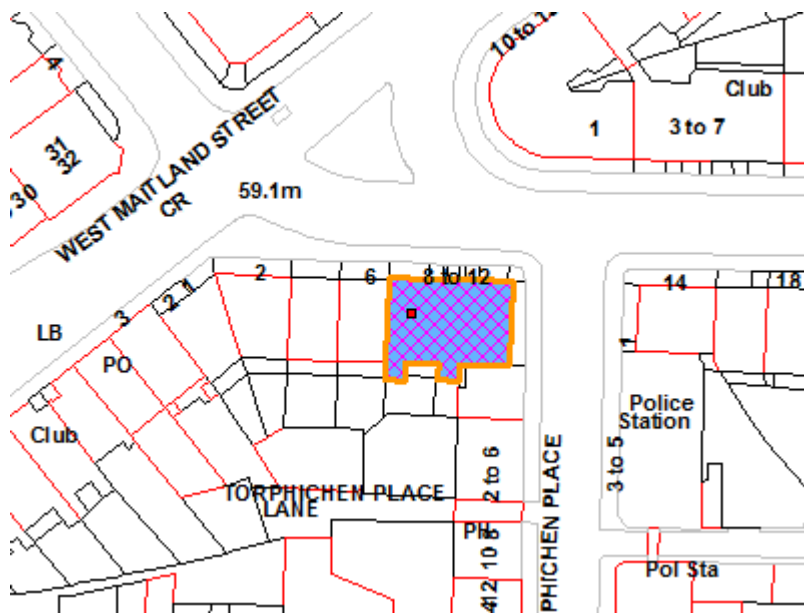 4
10 to 12
Club
31
32
1
3 to 7
30
WEST MAITLAND STREET
CR
59.1m
2
6
8 to 12
14
18
1
2
3
LB
1
PO
Police
Station
Club
3 to 5
2 to 6
TORPHICHEN PLACE
LANE
PHICHEN PLACE
PH
8
10
12
Pol Sta